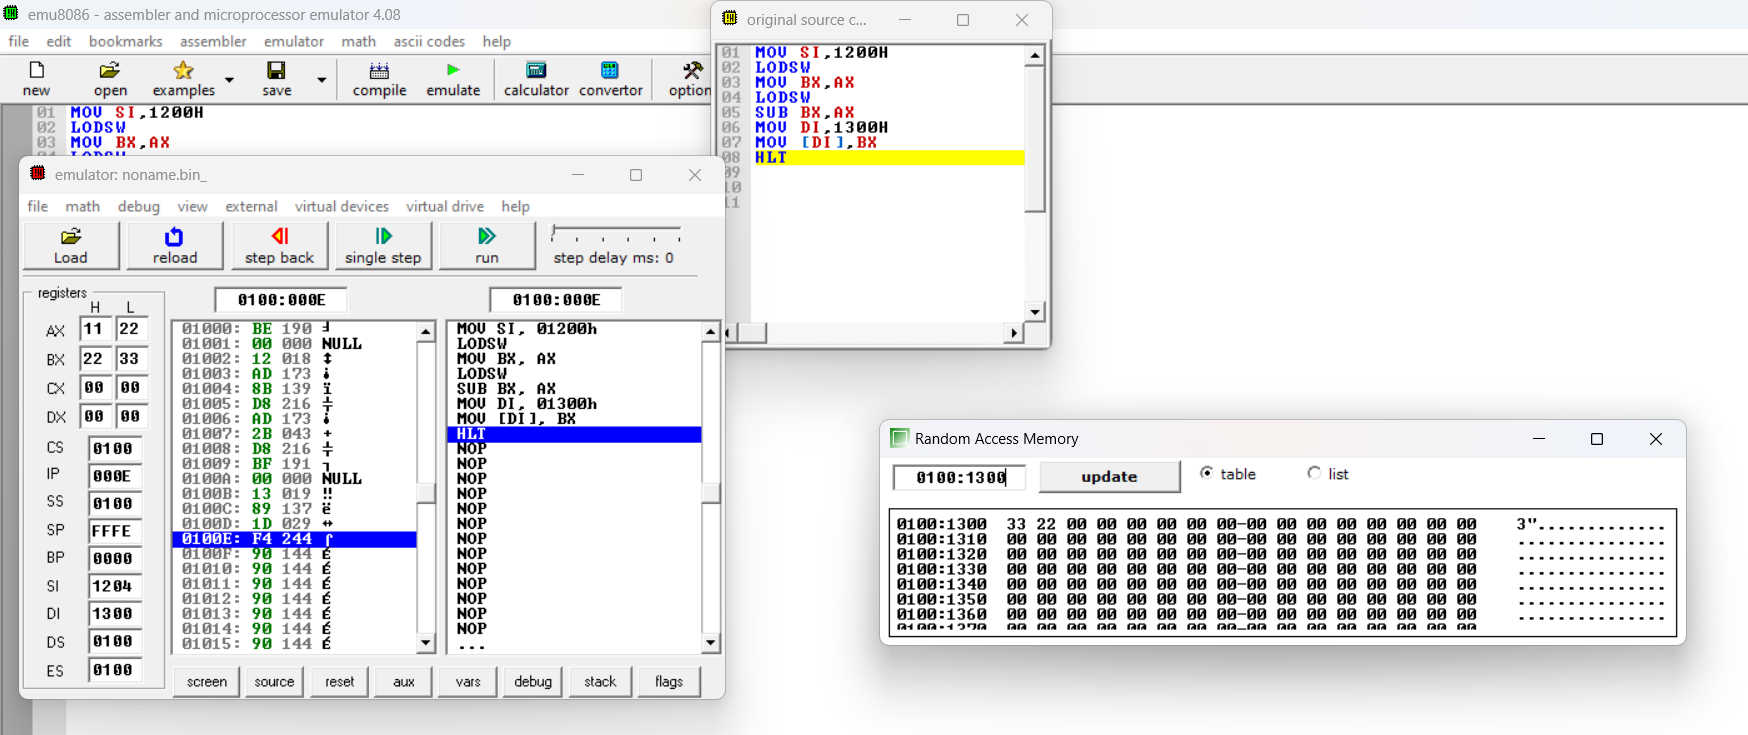 emu8086 - assembler and microprocessor emulator 4.08
file edit bookmarks assembler emulator math ascii codes help
new open examples save compile emulate calculator convertor option
01 MOV SI,1200H
02 LODSW
03 MOV BX,AX
original source c...
01 MOV SI,1200H
02 LODSW
03 MOV BX,AX
04 LODSW
05 SUB BX,AX
06 MOV DI,1300H
07 MOV [DI],BX
08 HLT
09
10
11
emulator: noname.bin_
file math debug view external virtual devices virtual drive help
Load reload step back single step run step delay ms: 0
registers
H L
AX 11 22
BX 22 33
CX 00 00
DX 00 00
CS 0100
IP 000E
SS 0100
SP FFFE
BP 0000
SI 1204
DI 1300
DS 0100
ES 0100
0100:000E 0100:000E
01000: BE 190 ╛
01001: 00 000 NULL
01002: 12 018 ↕
01003: AD 173 ¡
01004: 8B 139 ï
01005: D8 216 ╪
01006: AD 173 ¡
01007: 2B 043 +
01008: D8 216 ╪
01009: BF 191 ┐
0100A: 00 000 NULL
0100B: 13 019 ‼
0100C: 89 137 ë
0100D: 1D 029 ↔
0100E: F4 244 ⌠
0100F: 90 144 É
01010: 90 144 É
01011: 90 144 É
01012: 90 144 É
01013: 90 144 É
01014: 90 144 É
01015: 90 144 É
MOV SI, 01200h
LODSW
MOV BX, AX
LODSW
SUB BX, AX
MOV DI, 01300h
MOV [DI], BX
HLT
NOP
NOP
NOP
NOP
NOP
NOP
NOP
NOP
NOP
NOP
NOP
NOP
NOP
...
screen source reset aux vars debug stack flags
Random Access Memory
0100:1300 update table list
0100:1300 33 22 00 00 00 00 00 00-00 00 00 00 00 00 00 00 3"..............
0100:1310 00 00 00 00 00 00 00 00-00 00 00 00 00 00 00 00 ................
0100:1320 00 00 00 00 00 00 00 00-00 00 00 00 00 00 00 00 ................
0100:1330 00 00 00 00 00 00 00 00-00 00 00 00 00 00 00 00 ................
0100:1340 00 00 00 00 00 00 00 00-00 00 00 00 00 00 00 00 ................
0100:1350 00 00 00 00 00 00 00 00-00 00 00 00 00 00 00 00 ................
0100:1360 00 00 00 00 00 00 00 00-00 00 00 00 00 00 00 00 ................
0100:1370 00 00 00 00 00 00 00 00-00 00 00 00 00 00 00 00